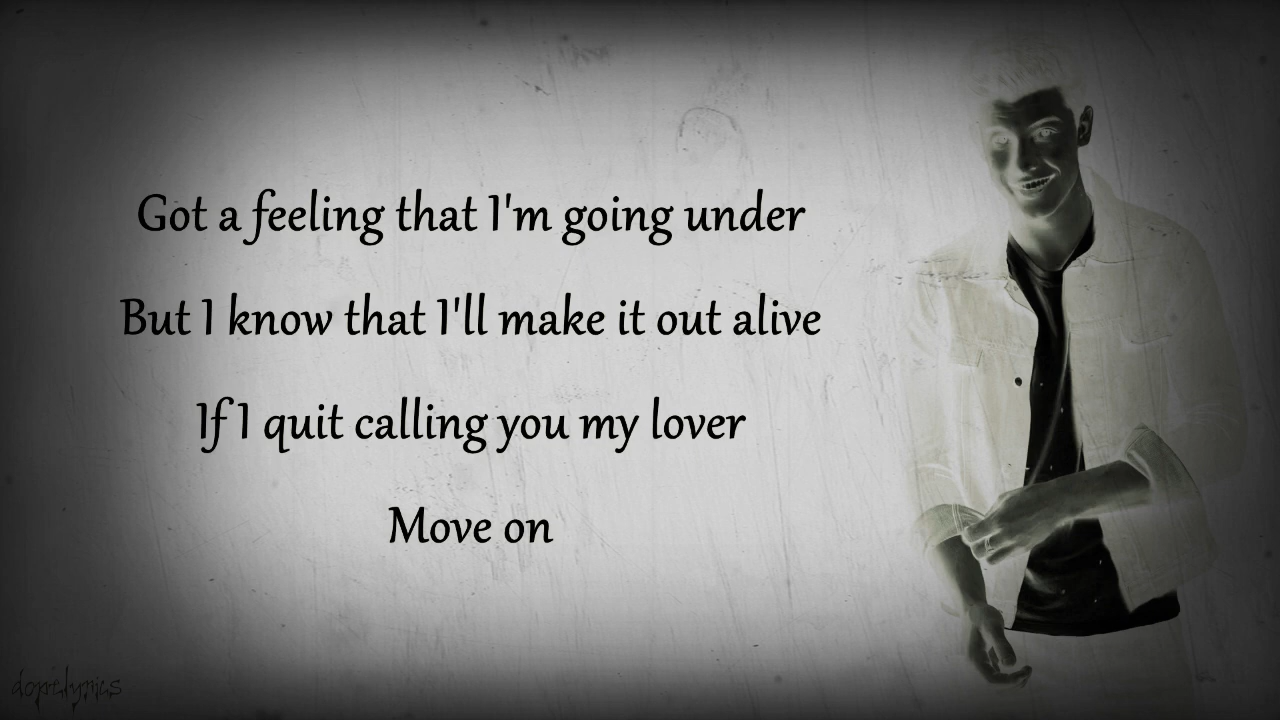 Got a feeling that I'm going under
But I know that I'll make it out alive
If I quit calling you my lover
Move on
dopelyrics